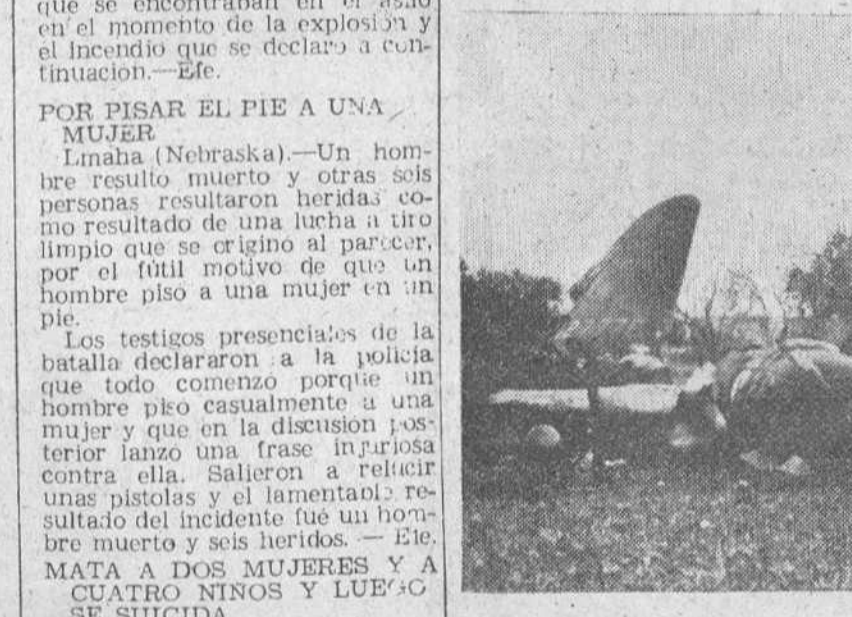 que se encontraban en el asilo
en el momento de la explosión y
el incendio que se declaro a con-
tinuación.—Efe.
POR PISAR EL PIE A UNA
MUJER
Lmaha (Nebraska).—Un hom-
bre resulto muerto y otras seis
personas resultaron heridas co-
mo resultado de una lucha a tiro
limpio que se originó al parecer,
por el fútil motivo de que un
hombre pisó a una mujer en un
pie.
Los testigos presenciales de la
batalla declararon a la policía
que todo comenzó porque un
hombre pisó casualmente a una
mujer y que en la discusión pos-
terior lanzó una frase injuriosa
contra ella. Salieron a relucir
unas pistolas y el lamentable re-
sultado del incidente fué un hom-
bre muerto y seis heridos. — Efe.
MATA A DOS MUJERES Y A
CUATRO NIÑOS Y LUEGO
SE SUICIDA